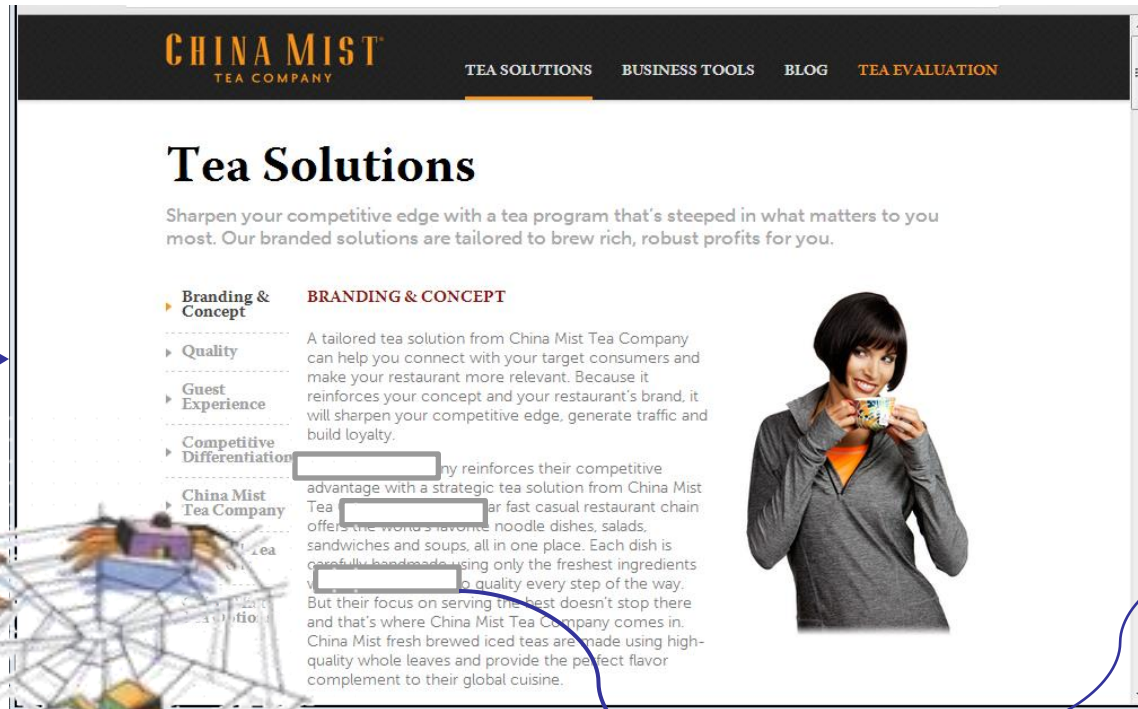 CHINA MIST®
TEA COMPANY
TEA SOLUTIONS BUSINESS TOOLS BLOG TEA EVALUATION
Tea Solutions
Sharpen your competitive edge with a tea program that's steeped in what matters to you
most. Our branded solutions are tailored to brew rich, robust profits for you.
Branding &
Concept
Quality
Guest
Experience
Competitive
Differentiation
China Mist
Tea Company
Tea
BRANDING & CONCEPT
A tailored tea solution from China Mist Tea Company
can help you connect with your target consumers and
make your restaurant more relevant. Because it
reinforces your concept and your restaurant's brand, it
will sharpen your competitive edge, generate traffic and
build loyalty.
ny reinforces their competitive
advantage with a strategic tea solution from China Mist
Tea ar fast casual restaurant chain
offers the world's favorite noodle dishes, salads,
sandwiches and soups, all in one place. Each dish is
carefully handmade using only the freshest ingredients
quality every step of the way.
But their focus on serving the best doesn't stop there
and that's where China Mist Tea Company comes in.
China Mist fresh brewed iced teas are made using high-
quality whole leaves and provide the perfect flavor
complement to their global cuisine.